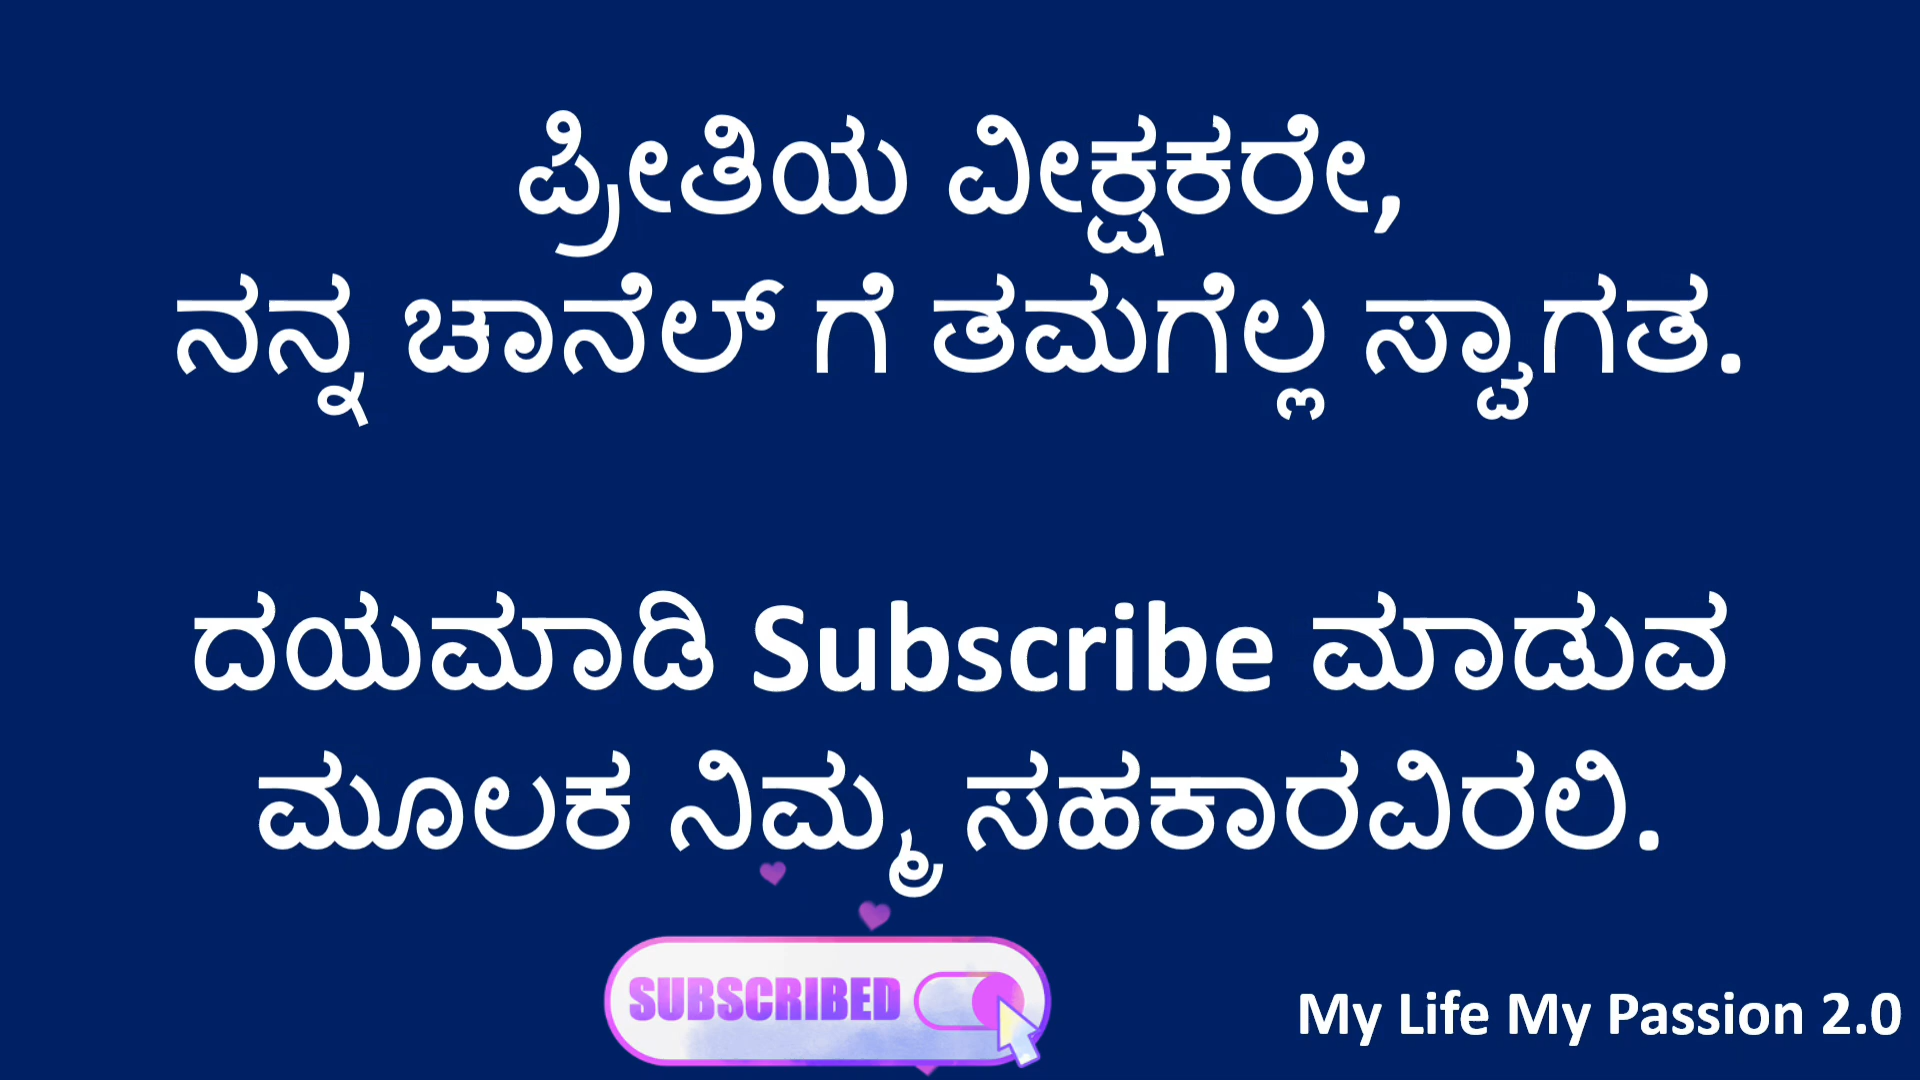 ಪ್ರೀತಿಯ ವೀಕ್ಷಕರೇ,
ನನ್ನ ಚಾನೆಲ್ ಗೆ ತಮಗೆಲ್ಲ ಸ್ವಾಗತ.
ದಯಮಾಡಿ Subscribe ಮಾಡುವ
ಮೂಲಕ ನಿಮ್ಮ ಸಹಕಾರವಿರಲಿ.
SUBSCRIBED
My Life My Passion 2.0